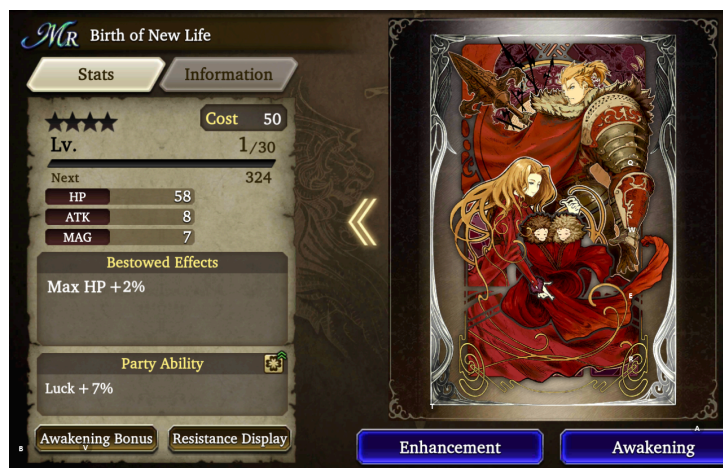 MR Birth of New Life
Stats Information
Cost 50
Lv. 1/30
Next 324
HP 58
ATK 8
MAG 7
Bestowed Effects
Max HP +2%
Party Ability
Luck + 7%
Awakening Bonus Resistance Display
Enhancement Awakening
Q
W
E
R
T
A
B
V